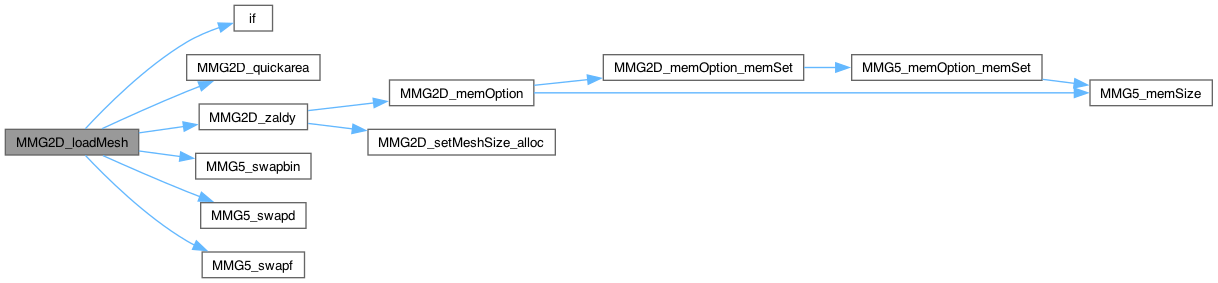 if
MMG2D_quickarea
MMG2D_memOption_memSet
MMG5_memOption_memSet
MMG2D_memOption
MMG5_memSize
MMG2D_zaldy
MMG2D_loadMesh
MMG2D_setMeshSize_alloc
MMG5_swapbin
MMG5_swapd
MMG5_swapf